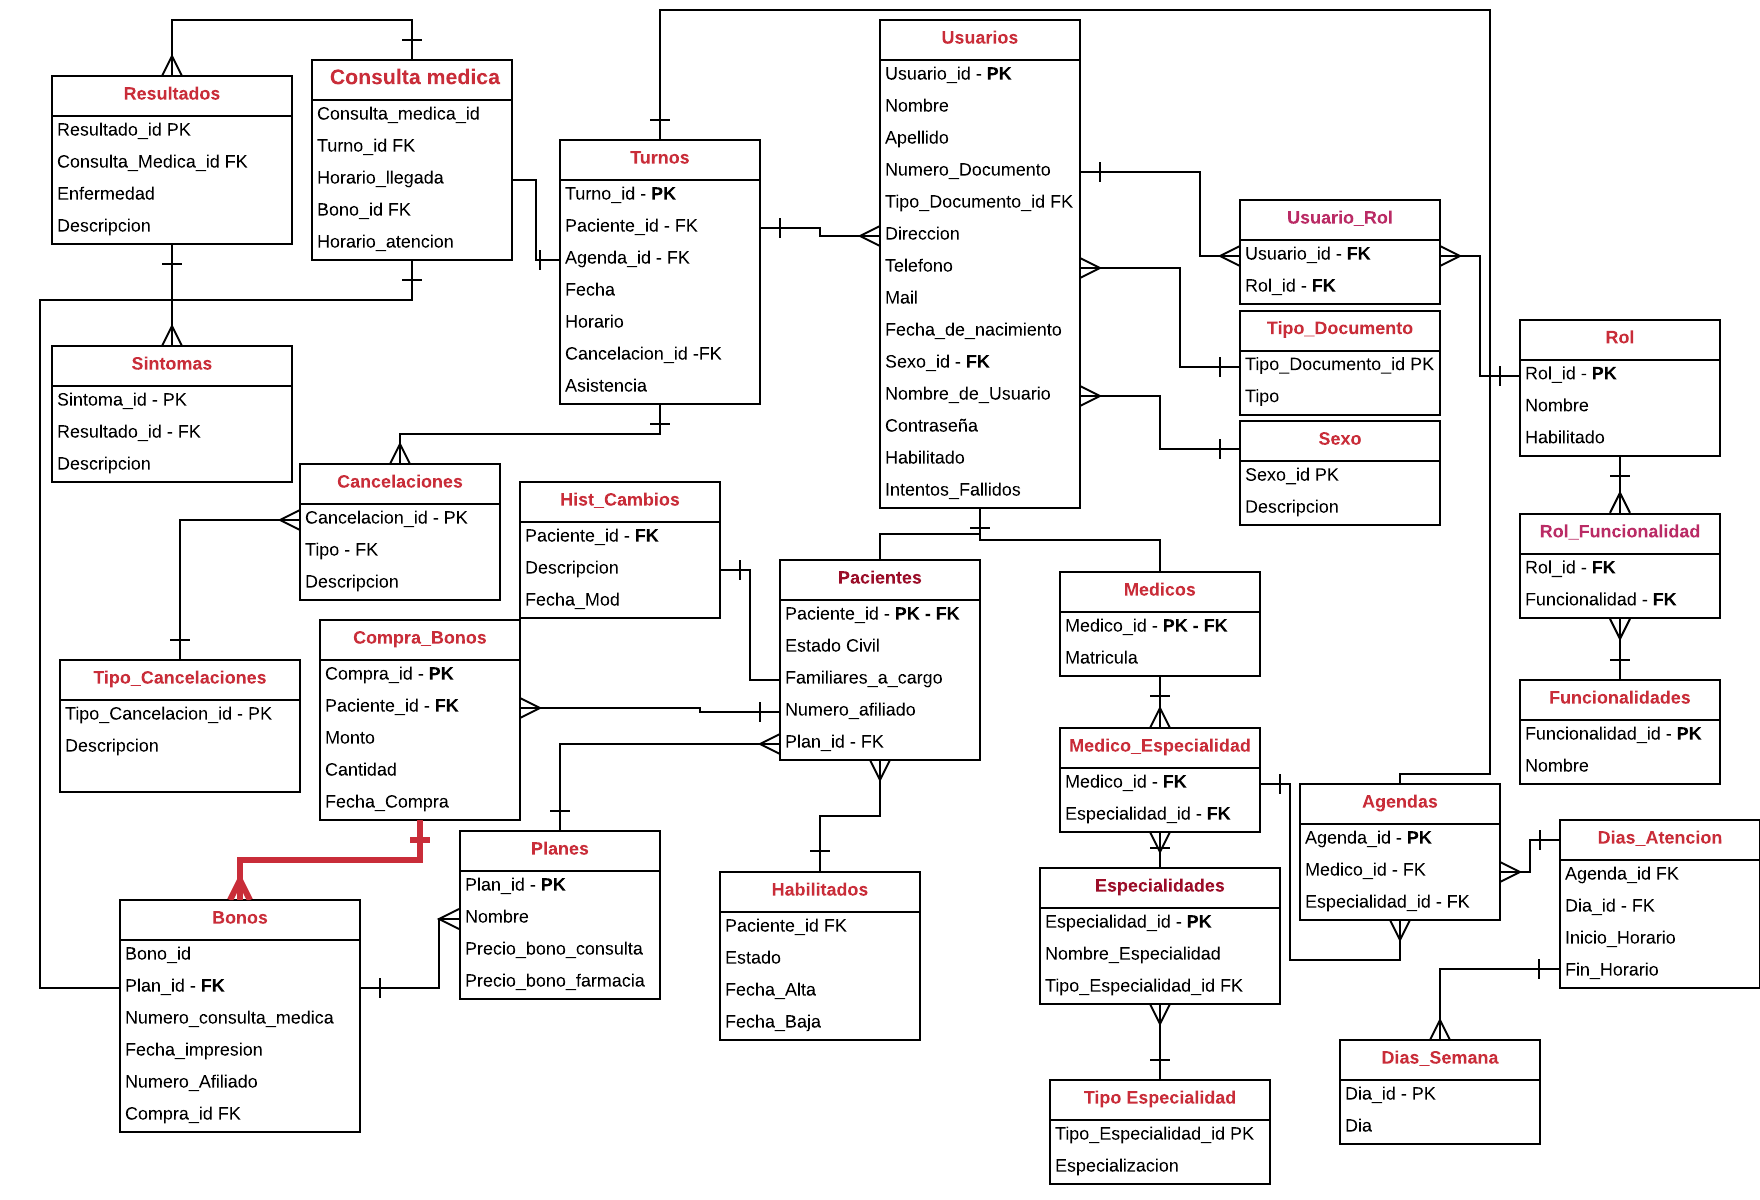 Resultados
Resultado_id PK
Consulta_Medica_id FK
Enfermedad
Descripcion
Consulta medica
Consulta_medica_id
Turno_id FK
Horario_llegada
Bono_id FK
Horario_atencion
Turnos
Turno_id - PK
Paciente_id - FK
Agenda_id - FK
Fecha
Horario
Cancelacion_id -FK
Asistencia
Usuarios
Usuario_id - PK
Nombre
Apellido
Numero_Documento
Tipo_Documento_id FK
Direccion
Telefono
Mail
Fecha_de_nacimiento
Sexo_id - FK
Nombre_de_Usuario
Contraseña
Habilitado
Intentos_Fallidos
Usuario_Rol
Usuario_id - FK
Rol_id - FK
Tipo_Documento
Tipo_Documento_id PK
Tipo
Sexo
Sexo_id PK
Descripcion
Rol
Rol_id - PK
Nombre
Habilitado
Rol_Funcionalidad
Rol_id - FK
Funcionalidad - FK
Funcionalidades
Funcionalidad_id - PK
Nombre
Sintomas
Sintoma_id - PK
Resultado_id - FK
Descripcion
Cancelaciones
Cancelacion_id - PK
Tipo - FK
Descripcion
Hist_Cambios
Paciente_id - FK
Descripcion
Fecha_Mod
Pacientes
Paciente_id - PK - FK
Estado Civil
Familiares_a_cargo
Numero_afiliado
Plan_id - FK
Medicos
Medico_id - PK - FK
Matricula
Tipo_Cancelaciones
Tipo_Cancelacion_id - PK
Descripcion
Compra_Bonos
Compra_id - PK
Paciente_id - FK
Monto
Cantidad
Fecha_Compra
Medico_Especialidad
Medico_id - FK
Especialidad_id - FK
Agendas
Agenda_id - PK
Medico_id - FK
Especialidad_id - FK
Dias_Atencion
Agenda_id FK
Dia_id - FK
Inicio_Horario
Fin_Horario
Planes
Plan_id - PK
Nombre
Precio_bono_consulta
Precio_bono_farmacia
Habilitados
Paciente_id FK
Estado
Fecha_Alta
Fecha_Baja
Especialidades
Especialidad_id - PK
Nombre_Especialidad
Tipo_Especialidad_id FK
Bonos
Bono_id
Plan_id - FK
Numero_consulta_medica
Fecha_impresion
Numero_Afiliado
Compra_id FK
Tipo Especialidad
Tipo_Especialidad_id PK
Especializacion
Dias_Semana
Dia_id - PK
Dia